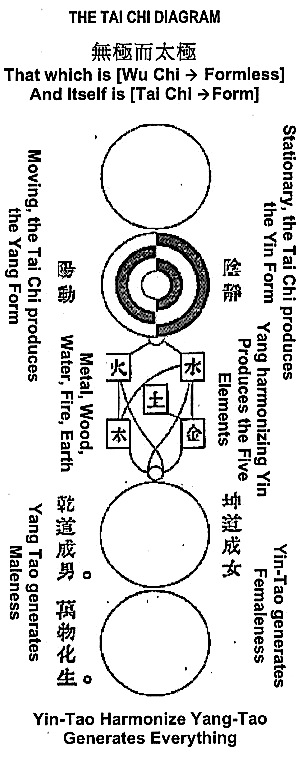 THE TAI CHI DIAGRAM
無極而太極
That which is [Wu Chi → Formless]
And Itself is [Tai Chi → Form]
Stationary, the Tai Chi produces
the Yin Form
Moving, the Tai Chi produces
the Yang Form
陰靜
陽動
Yang harmonizing Yin
Produces the Five
Elements
Metal, Wood,
Water, Fire, Earth
火
水
土
木
金
坤道成女
乾道成男。
萬物化生。
Yin-Tao generates
Femaleness
Yang Tao generates
Maleness
Yin-Tao Harmonize Yang-Tao
Generates Everything